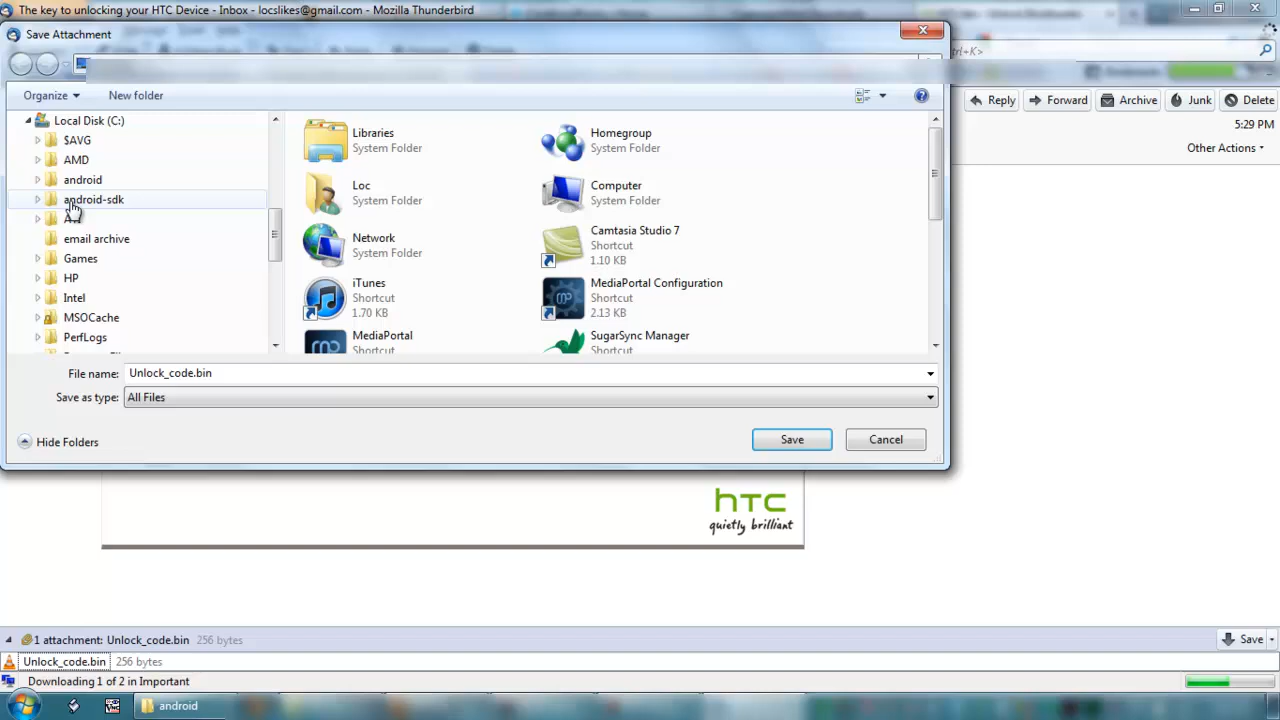 The key to unlocking your HTC Device - Inbox - locslikes@gmail.com - Mozilla Thunderbird
Save Attachment
Ctrl+K>
Organize
New folder
Reply
Forward
Archive
Junk
Delete
5:29 PM
Other Actions
Local Disk (C:)
$AVG
AMD
android
android-sdk
email archive
Games
HP
Intel
MSOCache
PerfLogs
Libraries
System Folder
Homegroup
System Folder
Loc
System Folder
Computer
System Folder
Network
System Folder
Camtasia Studio 7
Shortcut
1.10 KB
iTunes
Shortcut
1.70 KB
MediaPortal Configuration
Shortcut
2.13 KB
MediaPortal
Shortcut
SugarSync Manager
Shortcut
File name: Unlock_code.bin
Save as type: All Files
Hide Folders
Save
Cancel
htc
quietly brilliant
1 attachment: Unlock_code.bin 256 bytes
Save
Unlock_code.bin 256 bytes
Downloading 1 of 2 in Important
android